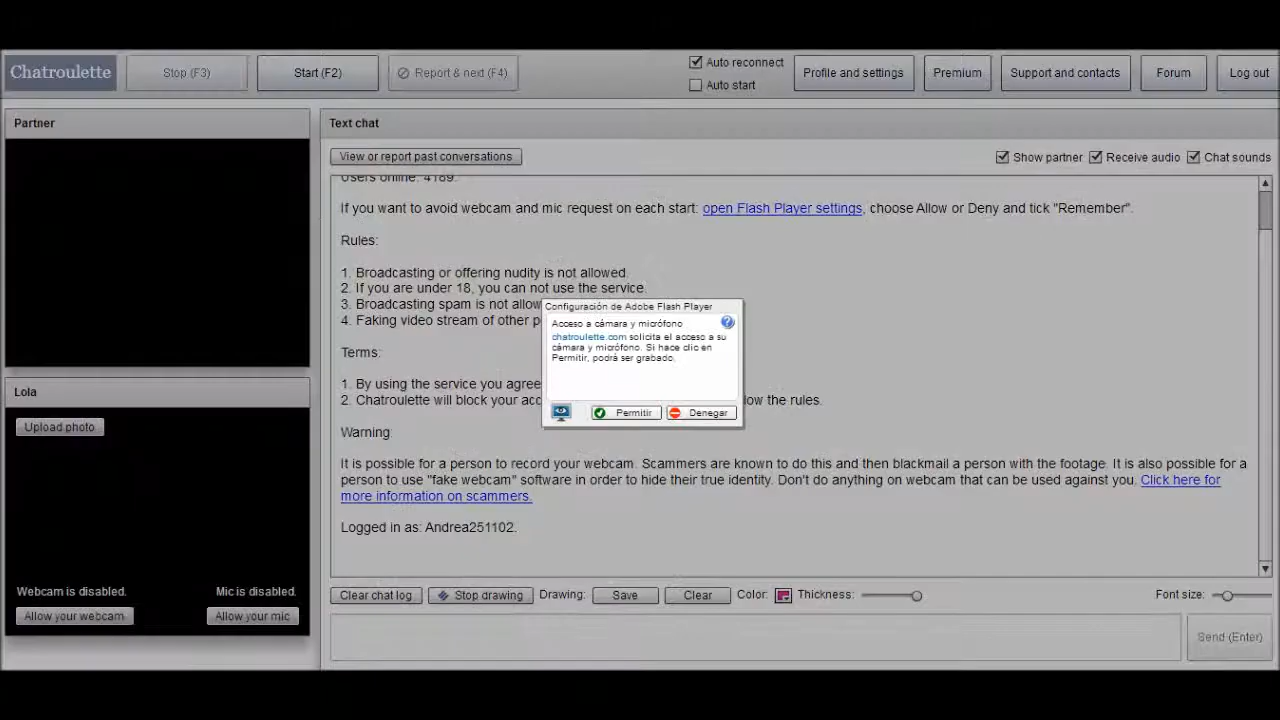 Chatroulette
Stop (F3)
Start (F2)
Report & next (F4)
Auto reconnect
Auto start
Profile and settings
Premium
Support and contacts
Forum
Log out
Partner
Text chat
View or report past conversations
Show partner
Receive audio
Chat sounds
Users online: 4189.
If you want to avoid webcam and mic request on each start: open Flash Player settings, choose Allow or Deny and tick "Remember".
Rules:
1. Broadcasting or offering nudity is not allowed.
2. If you are under 18, you can not use the service.
3. Broadcasting spam is not allow
4. Faking video stream of other p
Terms:
1. By using the service you agree
2. Chatroulette will block your acc
low the rules.
Configuración de Adobe Flash Player
Acceso a cámara y micrófono
chatroulette.com solicita el acceso a su
cámara y micrófono. Si hace clic en
Permitir, podrá ser grabado.
Permitir
Denegar
Warning:
It is possible for a person to record your webcam. Scammers are known to do this and then blackmail a person with the footage. It is also possible for a
person to use "fake webcam" software in order to hide their true identity. Don't do anything on webcam that can be used against you. Click here for
more information on scammers.
Logged in as: Andrea251102.
Lola
Upload photo
Webcam is disabled.
Mic is disabled.
Allow your webcam
Allow your mic
Clear chat log
Stop drawing
Drawing:
Save
Clear
Color:
Thickness:
Font size:
Send (Enter)